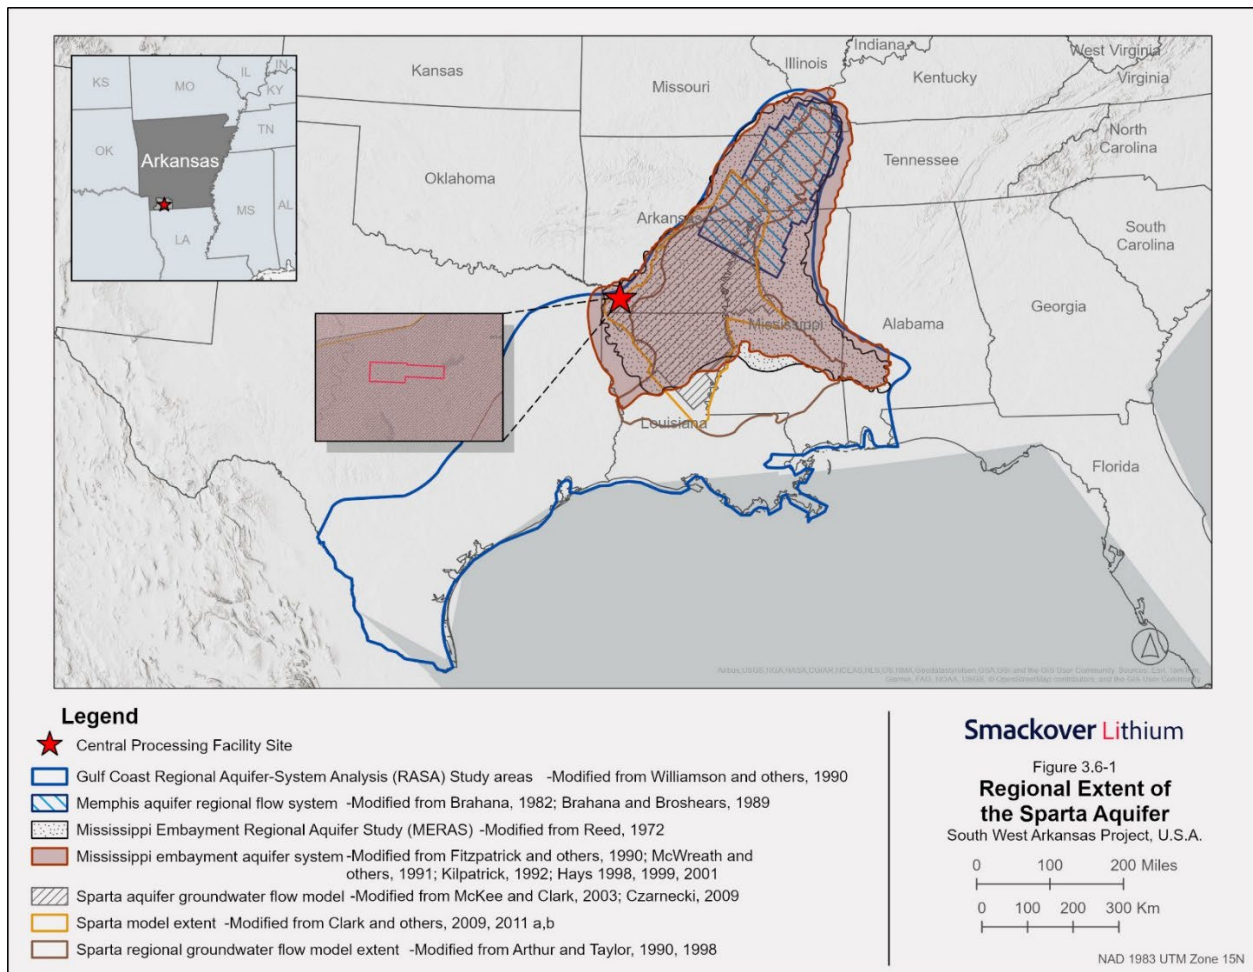 Kansas
Missouri
Illinois
Indiana
Kentucky
West Virginia
Virginia
KS
MO
IL
IN
KY
OK
Arkansas
TN
MS
AL
LA
Oklahoma
Arkansas
Tennessee
North
Carolina
South
Carolina
Mississippi
Alabama
Georgia
Louisiana
Florida
Legend
Central Processing Facility Site
Gulf Coast Regional Aquifer-System Analysis (RASA) Study areas -Modified from Williamson and others, 1990
Memphis aquifer regional flow system -Modified from Brahana, 1982; Brahana and Broshears, 1989
Mississippi Embayment Regional Aquifer Study (MERAS) -Modified from Reed, 1972
Mississippi embayment aquifer system -Modified from Fitzpatrick and others, 1990; McWreath and
others, 1991; Kilpatrick, 1992; Hays 1998, 1999, 2001
Sparta aquifer groundwater flow model -Modified from McKee and Clark, 2003; Czarnecki, 2009
Sparta model extent -Modified from Clark and others, 2009, 2011 a,b
Sparta regional groundwater flow model extent -Modified from Arthur and Taylor, 1990, 1998
Smackover Lithium
Figure 3.6-1
Regional Extent of
the Sparta Aquifer
South West Arkansas Project, U.S.A.
0 100 200 Miles
0 100 200 300 Km
NAD 1983 UTM Zone 15N